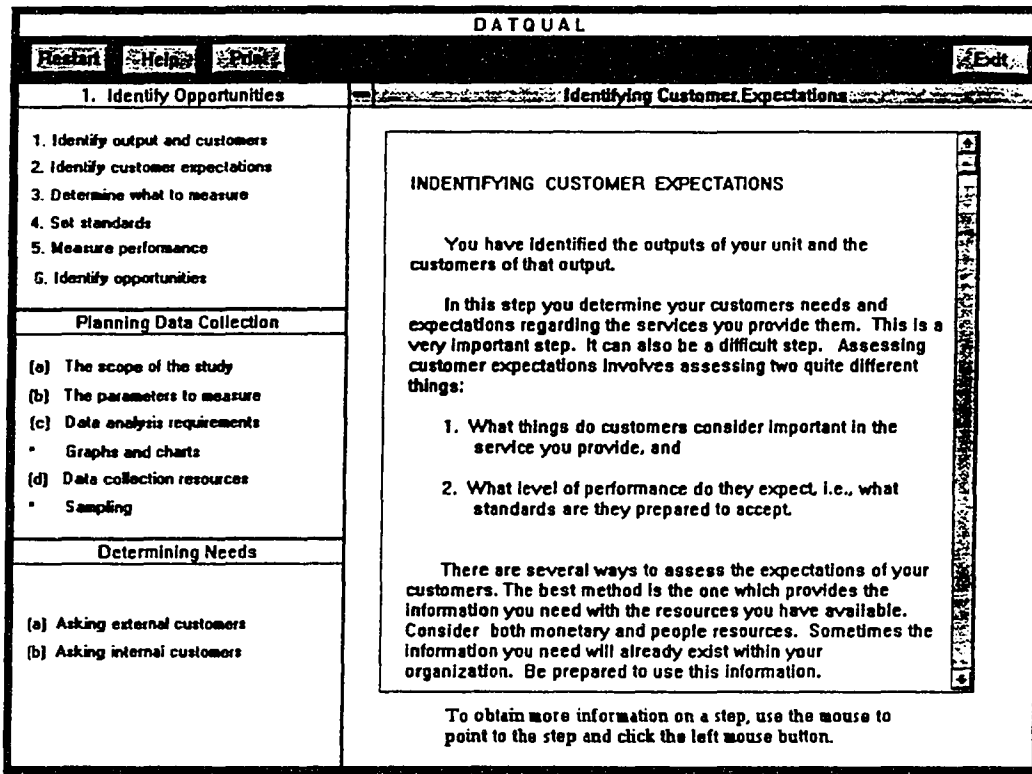 DATQUAL
Restart Help Print Exit
1. Identify Opportunities
1. Identify output and customers
2. Identify customer expectations
3. Determine what to measure
4. Set standards
5. Measure performance
6. Identify opportunities
Planning Data Collection
(a) The scope of the study
(b) The parameters to measure
(c) Data analysis requirements
" Graphs and charts
(d) Data collection resources
" Sampling
Determining Needs
(a) Asking external customers
(b) Asking internal customers
Identifying Customer Expectations
INDENTIFYING CUSTOMER EXPECTATIONS
You have identified the outputs of your unit and the
customers of that output.
In this step you determine your customers needs and
expectations regarding the services you provide them. This is a
very important step. It can also be a difficult step. Assessing
customer expectations involves assessing two quite different
things:
1. What things do customers consider important in the
service you provide, and
2. What level of performance do they expect, i.e., what
standards are they prepared to accept.
There are several ways to assess the expectations of your
customers. The best method is the one which provides the
information you need with the resources you have available.
Consider both monetary and people resources. Sometimes the
information you need will already exist within your
organization. Be prepared to use this information.
To obtain more information on a step, use the mouse to
point to the step and click the left mouse button.